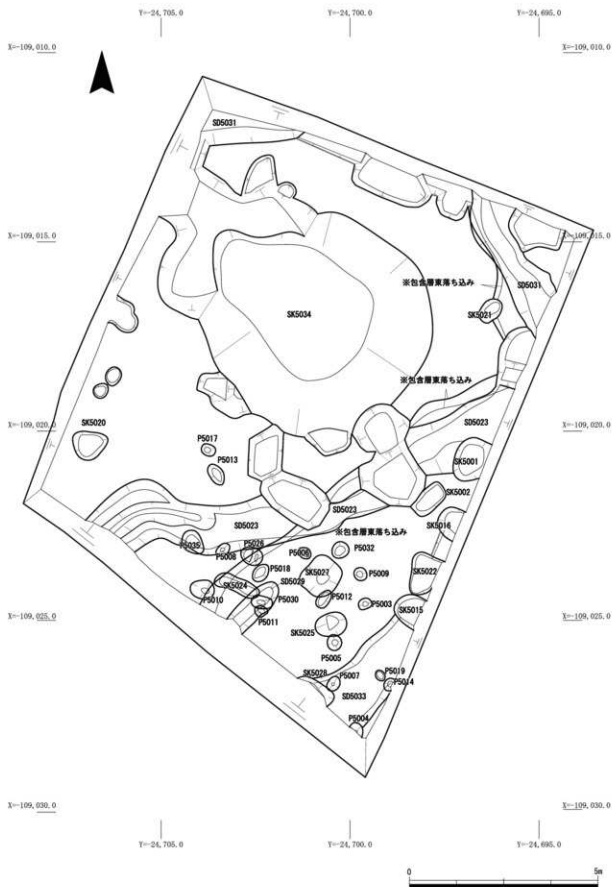 Y=-24,705.0
Y=-24,700.0
Y=-24,695.0
X=-109,010.0
X=-109,010.0
SD5031
X=-109,015.0
X=-109,015.0
※包含層東落ち込み
SD5031
SK5034
SK5021
※包含層東落ち込み
X=-109,020.0
SK5020
SD5023
X=-109,020.0
P5017
P5013
SK5001
SK5002
SD5023
SD5023
SK5016
※包含層東落ち込み
P5035
P5008
P5026
P5006
P5032
P5018
SK5027
P5009
SK5022
SK5024
SD5029
P5010
P5030
P5012
P5003
SK5015
P5011
X=-109,025.0
X=-109,025.0
SK5025
P5005
SK5028
P5007
P5019
P5014
SD5033
P5004
X=-109,030.0
X=-109,030.0
Y=-24,705.0
Y=-24,700.0
Y=-24,695.0
0
5m